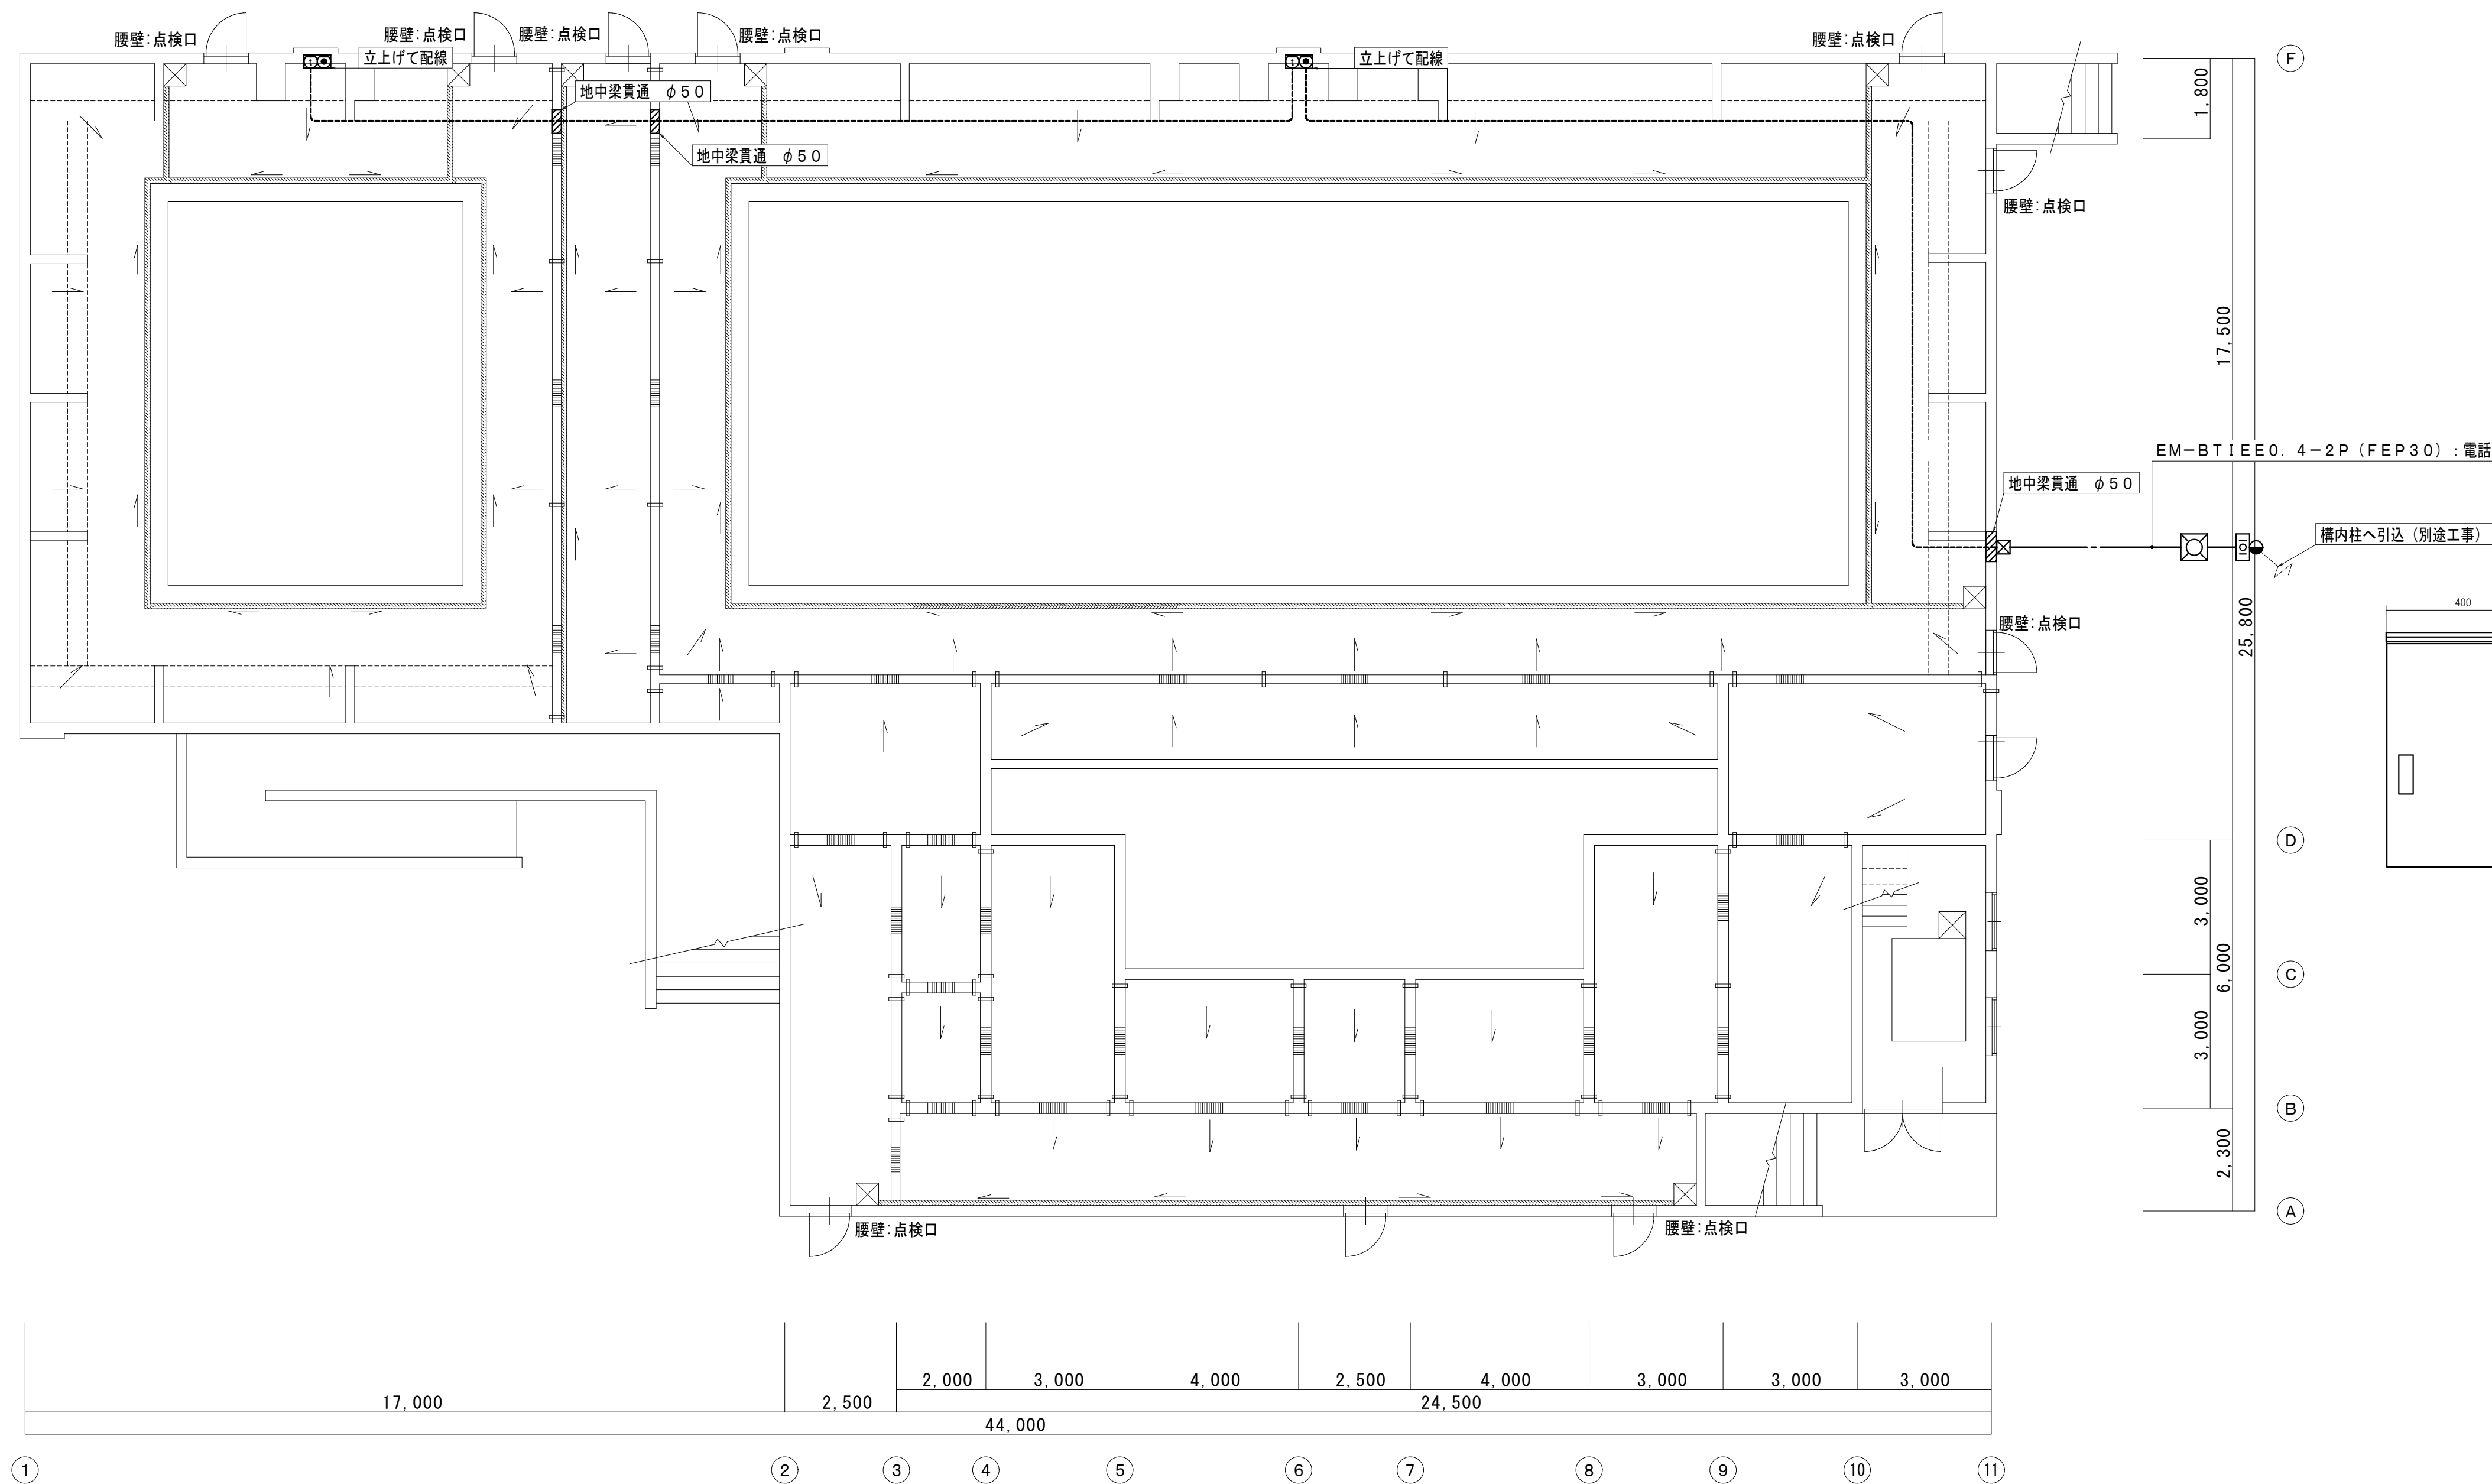 腰壁:点検口
腰壁:点検口
腰壁:点検口
腰壁:点検口
腰壁:点検口
立上げて配線
立上げて配線
地中梁貫通 φ50
地中梁貫通 φ50
腰壁:点検口
F
1,800
17,500
EM-BTIEE0.4-2P(FEP30):電話
地中梁貫通 φ50
構内柱へ引込(別途工事)
400
腰壁:点検口
25,800
D
3,000
6,000
C
3,000
B
2,300
A
腰壁:点検口
腰壁:点検口
2,000 3,000 4,000 2,500 4,000 3,000 3,000 3,000
17,000 2,500 24,500
44,000
1 2 3 4 5 6 7 8 9 10 11